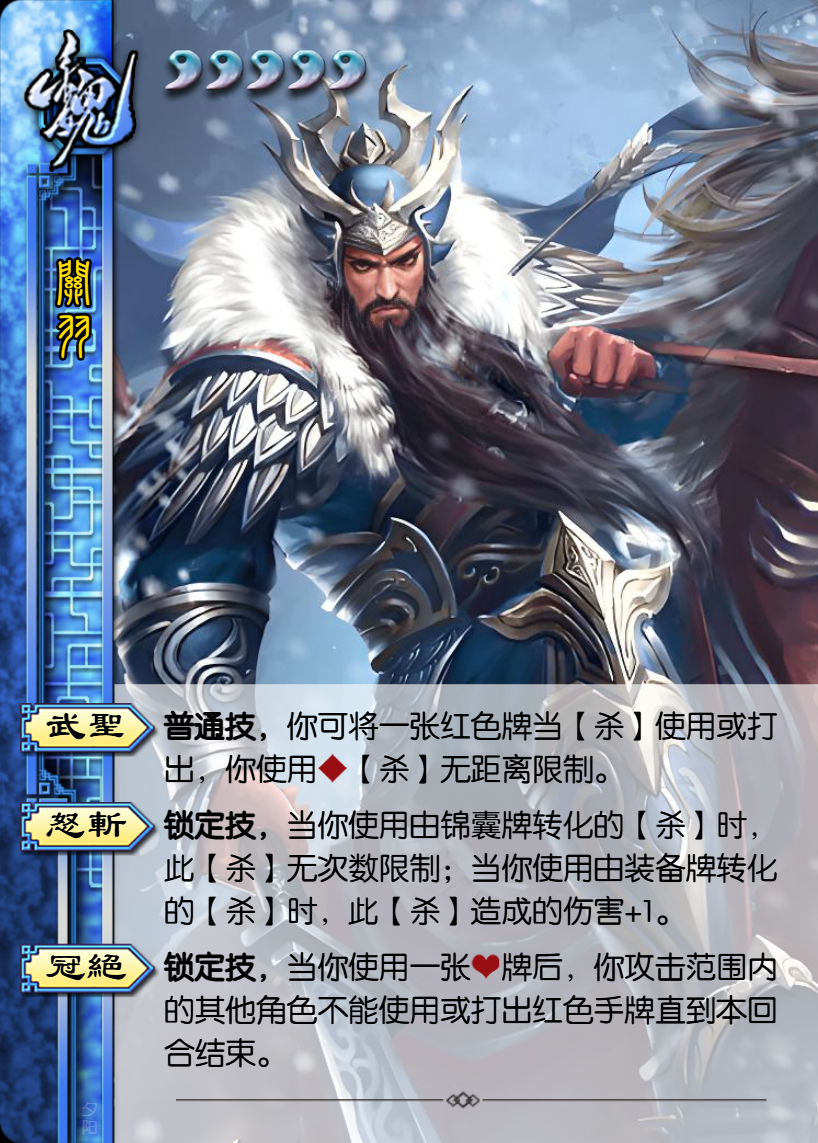 魏
關羽
武聖
普通技，你可将一张红色牌当【杀】使用或打
出，你使用♦【杀】无距离限制。
怒斬
锁定技，当你使用由锦囊牌转化的【杀】时，
此【杀】无次数限制；当你使用由装备牌转化
的【杀】时，此【杀】造成的伤害+1。
冠絕
锁定技，当你使用一张♥牌后，你攻击范围内
的其他角色不能使用或打出红色手牌直到本回
合结束。
夕阳